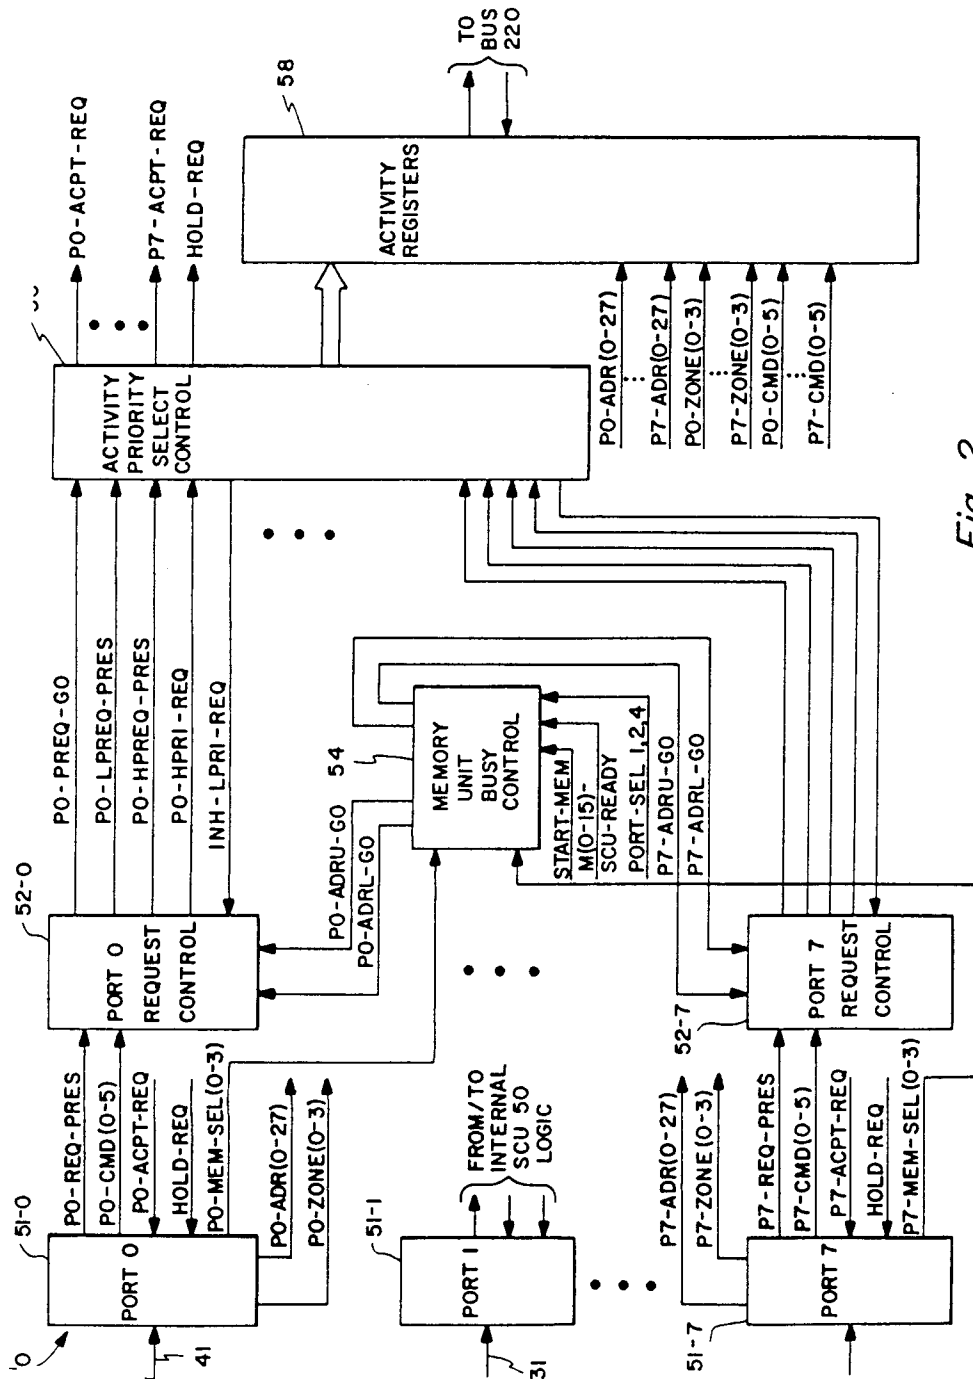 51-0
PORT 0
41
PO-REQ-PRES
PO-CMD(0-5)
PO-ACPT-REQ
HOLD-REQ
PO-MEM-SEL(0-3)
PO-ADR(0-27)
PO-ZONE(0-3)
52-0
PORT 0
REQUEST
CONTROL
PO-PREQ-GO
PO-LPREQ-PRES
PO-HPREQ-PRES
PO-HPRI-REQ
INH-LPRI-REQ
ACTIVITY
PRIORITY
SELECT
CONTROL
PO-ACPT-REQ
P7-ACPT-REQ
HOLD-REQ
PO-ADRU-GO
PO-ADRL-GO
54
MEMORY
UNIT
BUSY
CONTROL
START-MEM
M(0-15)-
SCU-READY
PORT-SEL 1,2,4
P7-ADRU-GO
P7-ADRL-GO
51-1
PORT 1
31
FROM/TO
INTERNAL
SCU 50
LOGIC
58
ACTIVITY
REGISTERS
TO
BUS
220
PO-ADR(0-27)
P7-ADR(0-27)
PO-ZONE(0-3)
P7-ZONE(0-3)
PO-CMD(0-5)
P7-CMD(0-5)
51-7
PORT 7
P7-ADR(0-27)
P7-ZONE(0-3)
P7-REQ-PRES
P7-CMD(0-5)
P7-ACPT-REQ
HOLD-REQ
P7-MEM-SEL(0-3)
52-7
PORT 7
REQUEST
CONTROL
Fig. 2